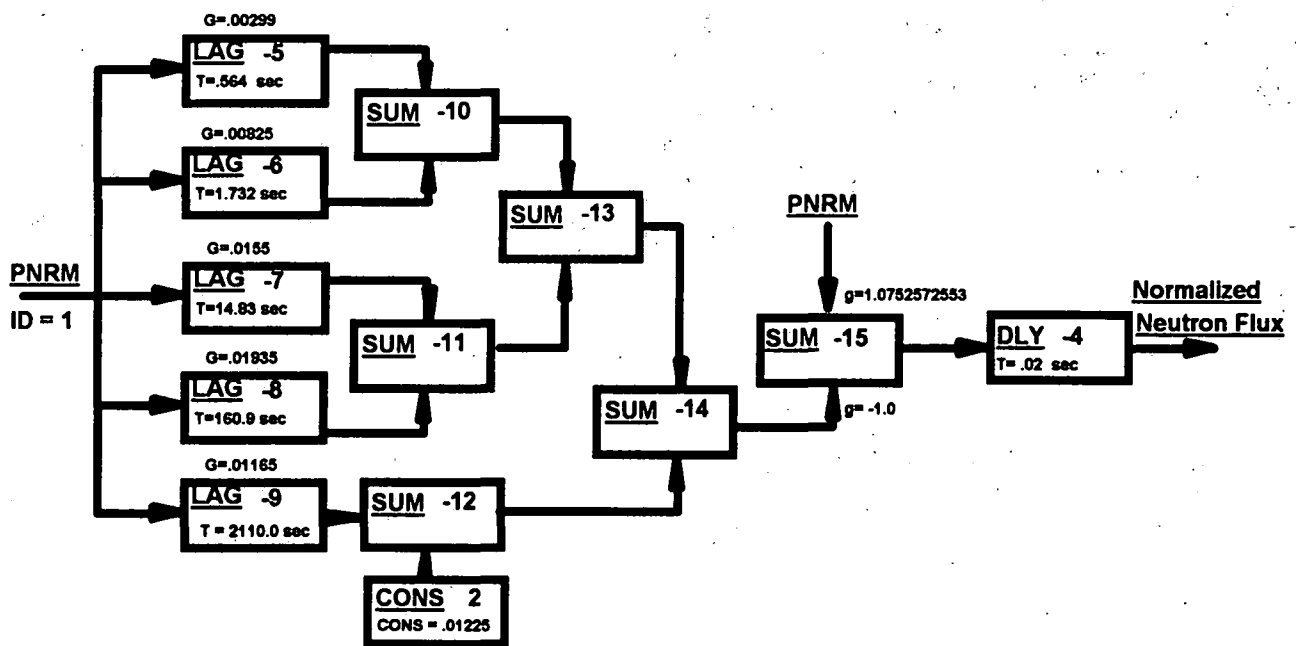 G=.00299
LAG -5
T=.564 sec
SUM -10
G=.00825
LAG -6
T=1.732 sec
SUM -13
PNRM
G=.0155
LAG -7
T=14.83 sec
PNRM
ID = 1
SUM -11
g=1.0752572553
SUM -15
DLY -4
T= .02 sec
Normalized
Neutron Flux
G=.01935
LAG -8
T=160.9 sec
SUM -14
g= -1.0
G=.01165
LAG -9
T = 2110.0 sec
SUM -12
CONS 2
CONS = .01225